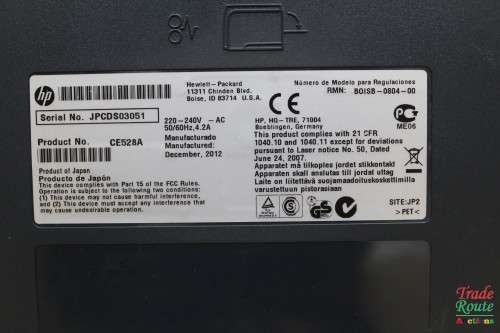 hp
Hewlett-Packard
11311 Chinden Blvd.
Boise, ID 83714 U.S.A.
Número de Modelo para Regulaciones
RMN: BOISB-0804-00
Serial No. JPCDS03051
220-240V ~ AC
50/60Hz, 4.2A
CE
HP, HQ-TRE, 71004
Boeblingen, Germany
ME06
Product No. CE528A
Manufactured
Manufacturado
December, 2012
This equipment complies with 21 CFR
1040.10 and 1040.11 except for deviations
pursuant to Laser notice No. 50, Dated
June 24, 2007.
Product of Japan
Producto de Japón
This device complies with Part 15 of the FCC Rules.
Operation is subject to the following two conditions:
(1) This device may not cause harmful
interference, and
(2) This device must accept any interference that
may cause undesirable operation.
Apparatet må tilkoples jordet stikkontakt
Apparaten skall anslutas till jordat uttag
Laite on liitettävä suojamaadoituskoskettimilla
varustettuun pistorasiaan
SITE:JP2
>PET<
Trade
Route
Auctions